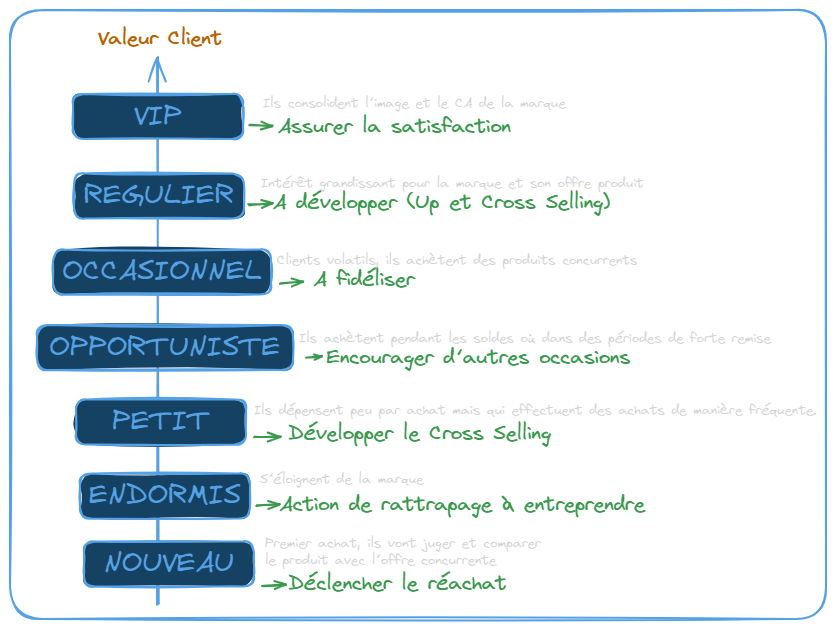 Valeur Client
VIP
Ils consolident l'image et le CA de la marque
Assurer la satisfaction
REGULIER
Intérêt grandissant pour la marque et son offre produit
A développer (Up et Cross Selling)
OCCASIONNEL
Clients volatils, ils achètent des produits concurrents
A fidéliser
OPPORTUNISTE
Ils achètent pendant les soldes où dans des périodes de forte remise
Encourager d'autres occasions
PETIT
Ils dépensent peu par achat mais qui effectuent des achats de manière fréquente.
Développer le Cross Selling
ENDORMIS
S'éloignent de la marque
Action de rattrapage à entreprendre
NOUVEAU
Premier achat, ils vont juger et comparer
le produit avec l'offre concurrente
Déclencher le réachat